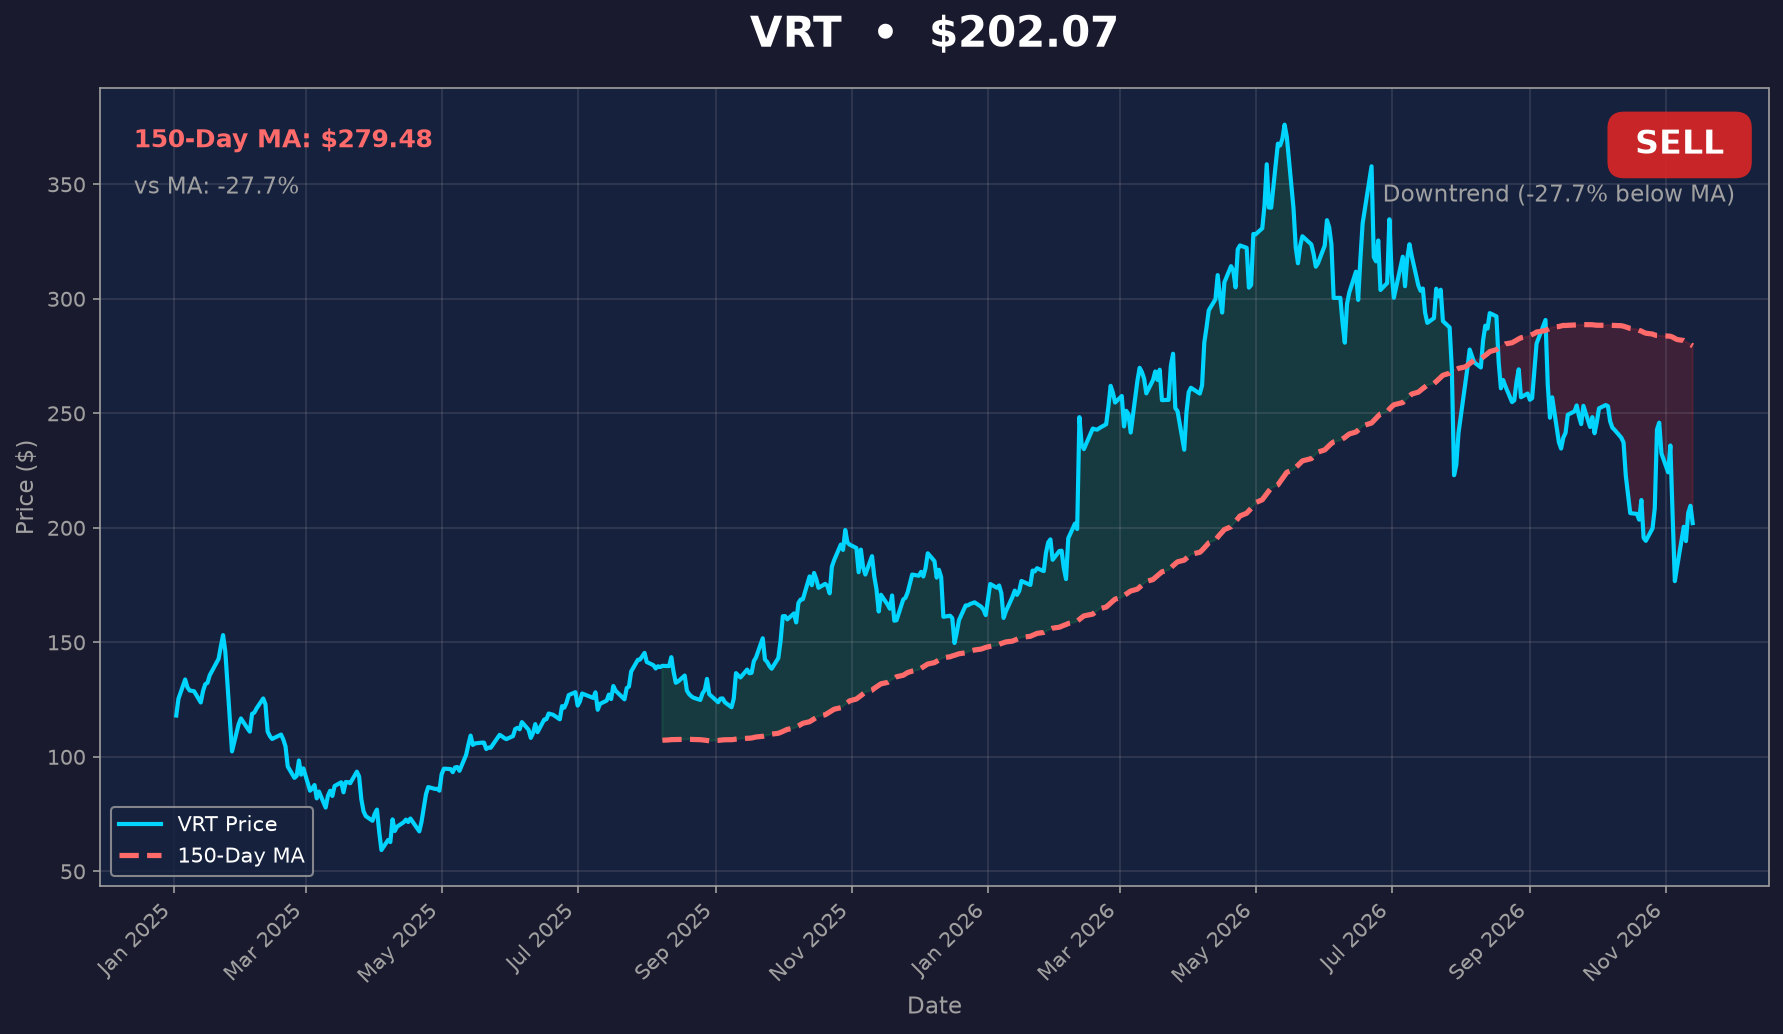 VRT • $202.07
150-Day MA: $279.48
SELL
vs MA: -27.7%
Downtrend (-27.7% below MA)
Price ($)
350
300
250
200
150
100
50
VRT Price
150-Day MA
Jan 2025
Mar 2025
May 2025
Jul 2025
Sep 2025
Nov 2025
Jan 2026
Mar 2026
May 2026
Jul 2026
Sep 2026
Nov 2026
Date